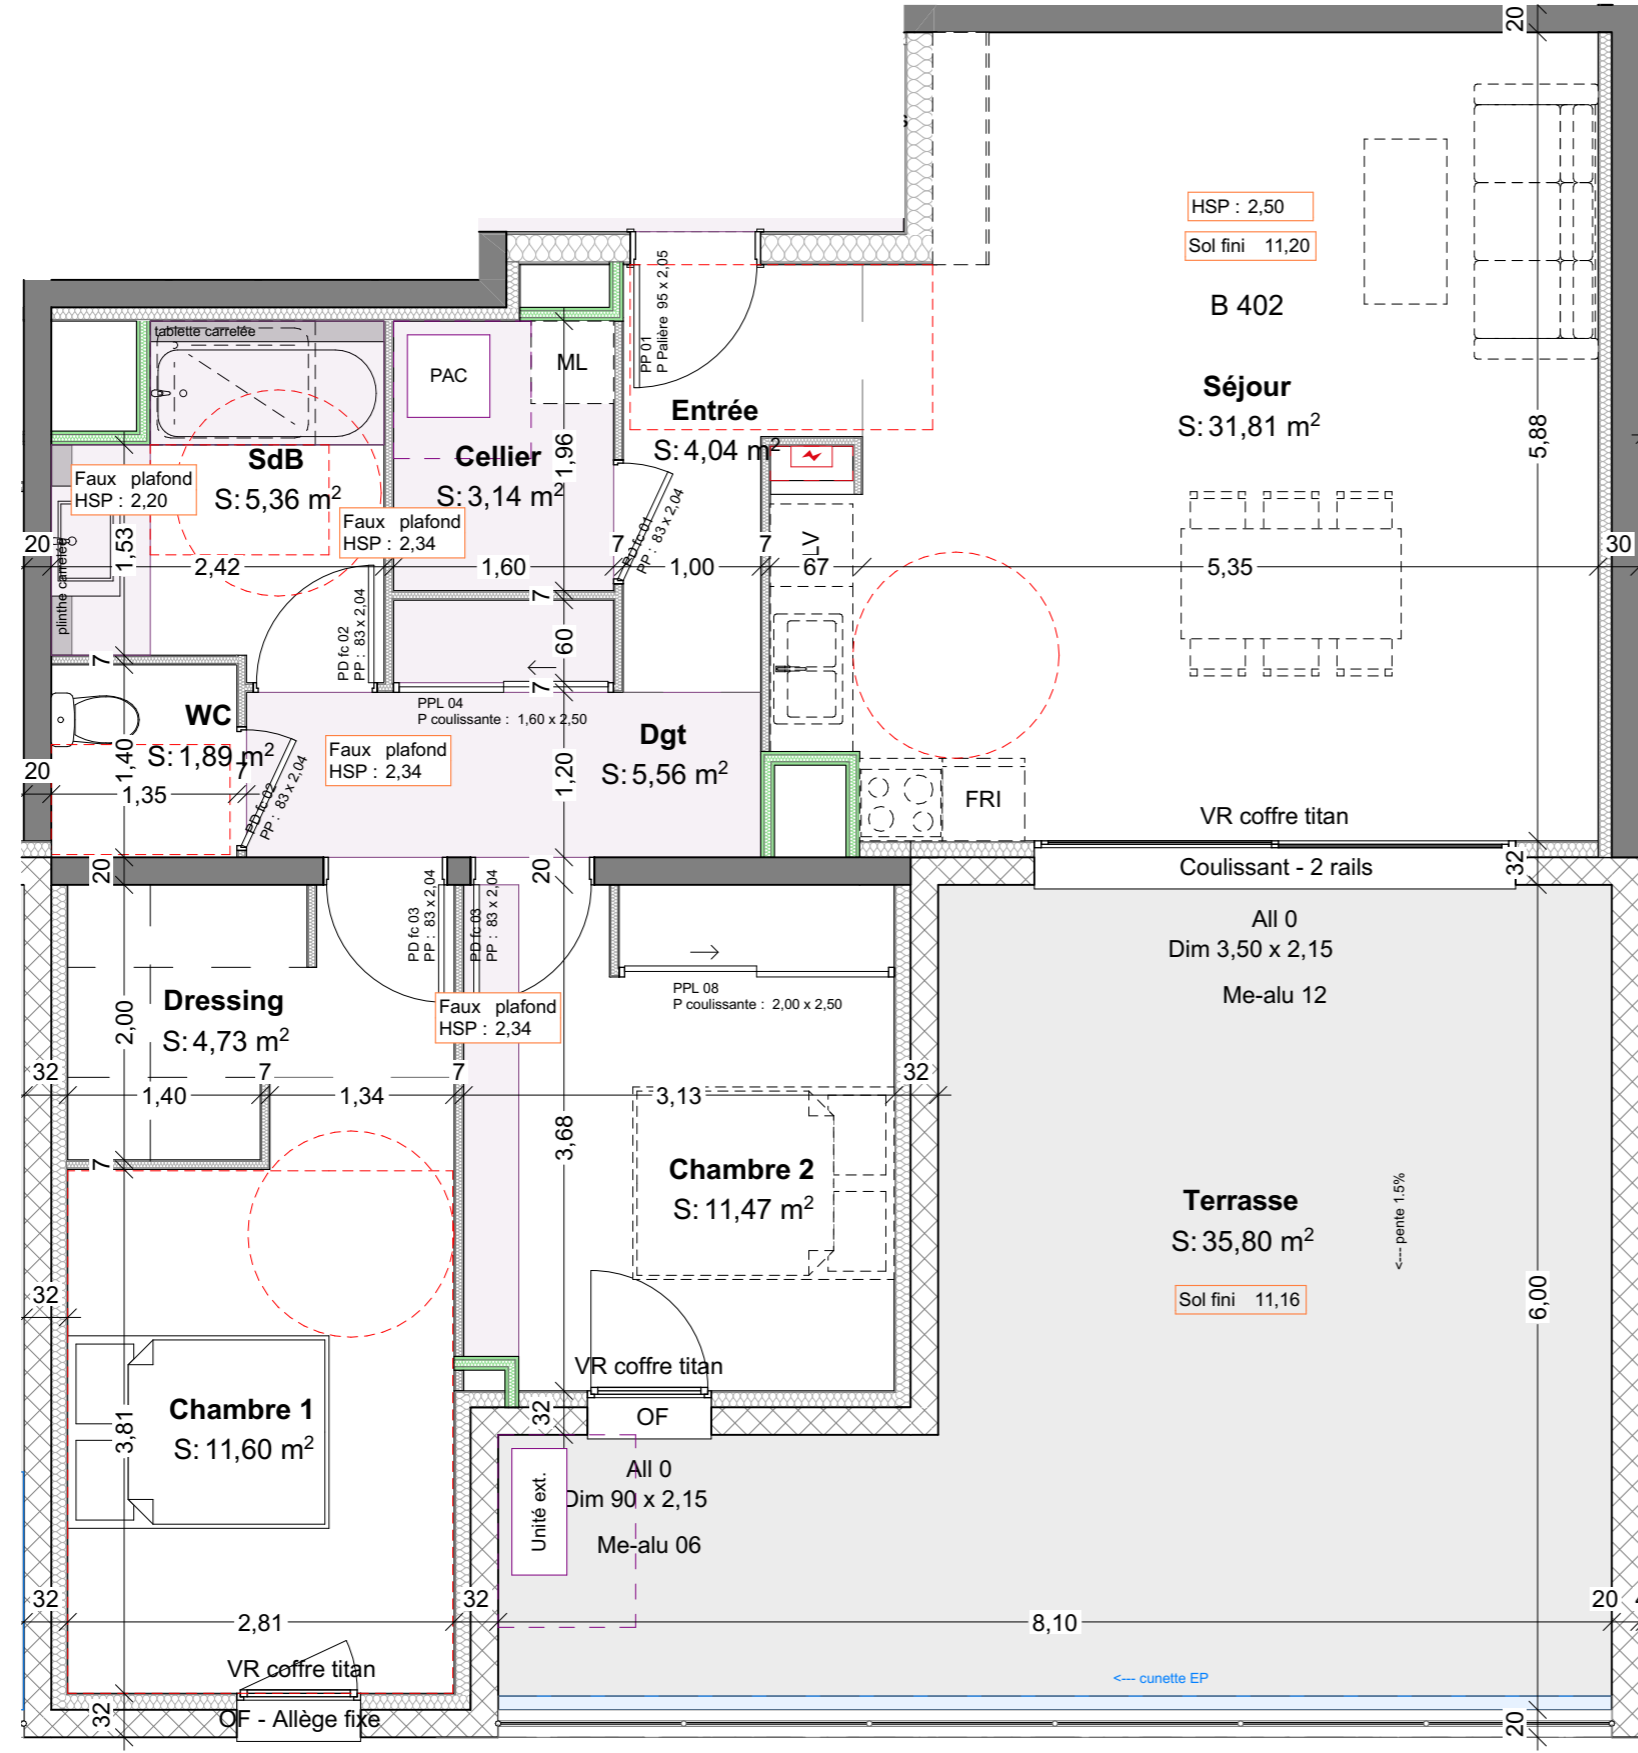 20
HSP : 2,50
Sol fini 11,20
B 402
Séjour
S: 31,81 m²
5,88
PP 01
P Palière 95 x 2,05
tablette carrelée
PAC
ML
Entrée
S: 4,04 m²
1,96
Cellier
S: 3,14 m²
SdB
S: 5,36 m²
Faux plafond
HSP : 2,20
Faux plafond
HSP : 2,34
plinthe carrelée
1,53
20
2,42
1,60
7
1,00
7
67
5,35
30
PD fc 01
PP : 83 x 2,04
LV
7
60
7
PD fc 02
PP : 83 x 2,04
7
PPL 04
P coulissante : 1,60 x 2,50
WC
S: 1,89 m²
1,40
20
1,35
7
PD fc 02
PP : 83 x 2,04
Faux plafond
HSP : 2,34
1,20
Dgt
S: 5,56 m²
FRI
VR coffre titan
Coulissant - 2 rails
32
20
20
All 0
Dim 3,50 x 2,15
Me-alu 12
PD fc 03
PP : 83 x 2,04
PD fc 03
PP : 83 x 2,04
PPL 08
P coulissante : 2,00 x 2,50
Dressing
S: 4,73 m²
2,00
Faux plafond
HSP : 2,34
32
1,40
7
1,34
7
3,13
32
7
3,68
Chambre 2
S: 11,47 m²
Terrasse
S: 35,80 m²
<--- pente 1.5%
Sol fini 11,16
6,00
32
VR coffre titan
OF
32
Chambre 1
S: 11,60 m²
3,81
Unité ext.
All 0
Dim 90 x 2,15
Me-alu 06
32
2,81
32
8,10
20
VR coffre titan
OF - Allège fixe
32
<--- cunette EP
20